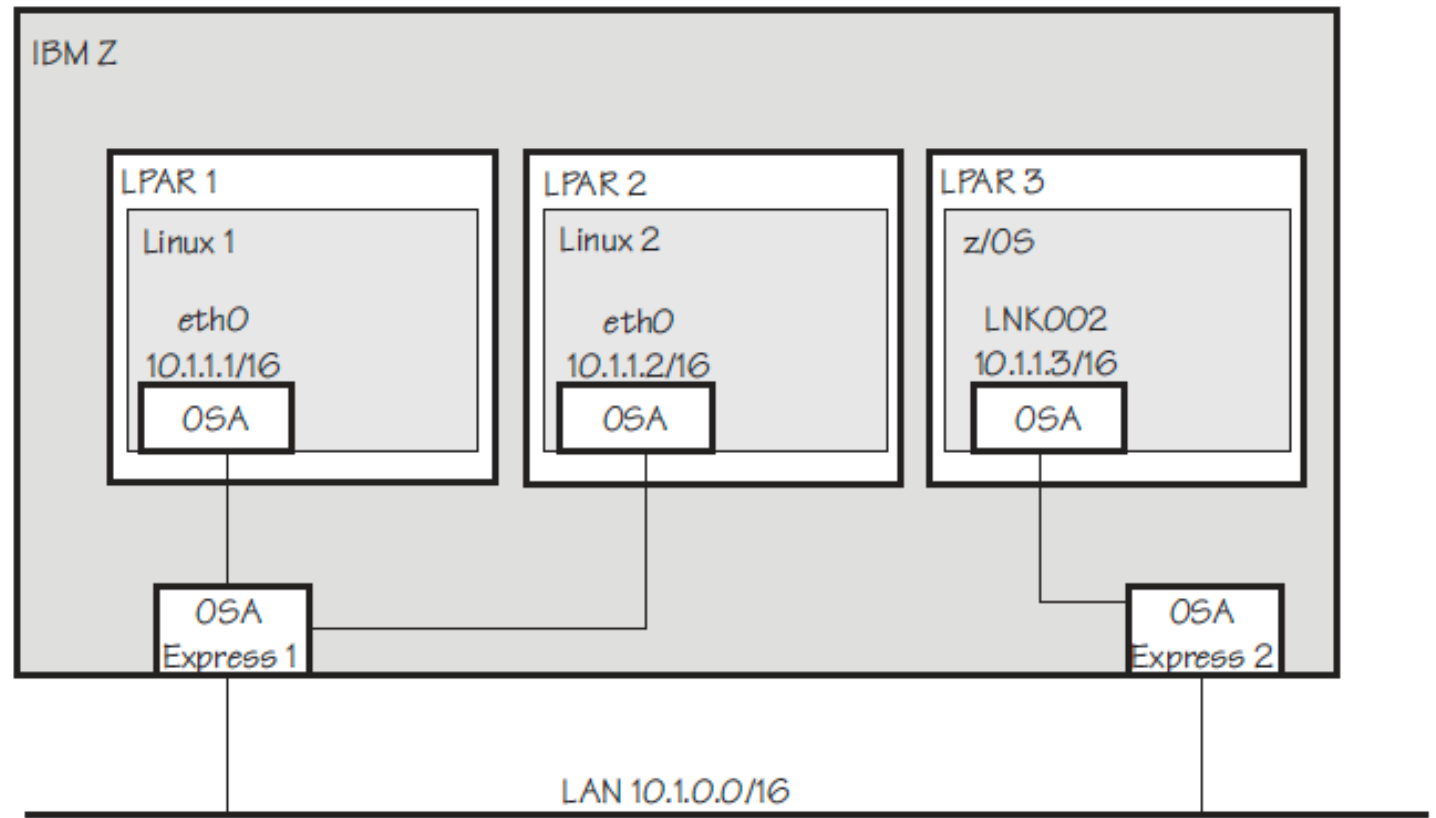 IBM Z
LPAR 1
Linux 1
eth0
10.1.1.1/16
OSA
LPAR 2
Linux 2
eth0
10.1.1.2/16
OSA
LPAR 3
z/OS
LNK002
10.1.1.3/16
OSA
OSA
Express 1
OSA
Express 2
LAN 10.1.0.0/16